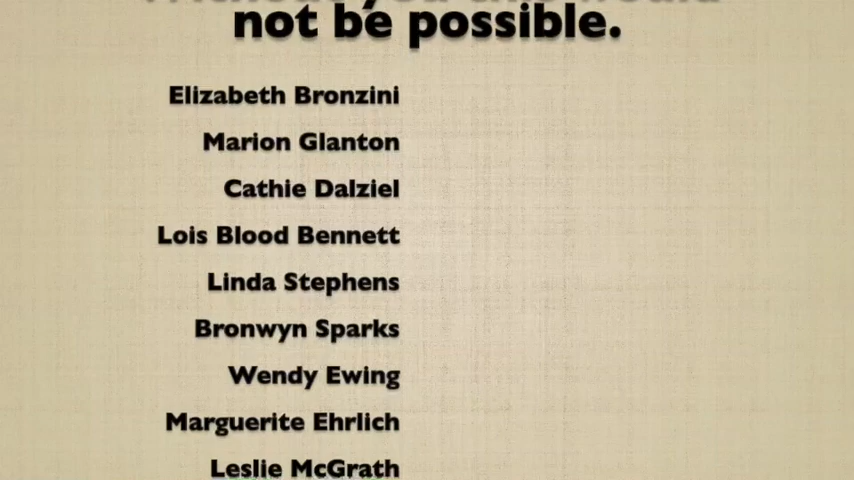 not be possible.
Elizabeth Bronzini
Marion Glanton
Cathie Dalziel
Lois Blood Bennett
Linda Stephens
Bronwyn Sparks
Wendy Ewing
Marguerite Ehrlich
Leslie McGrath